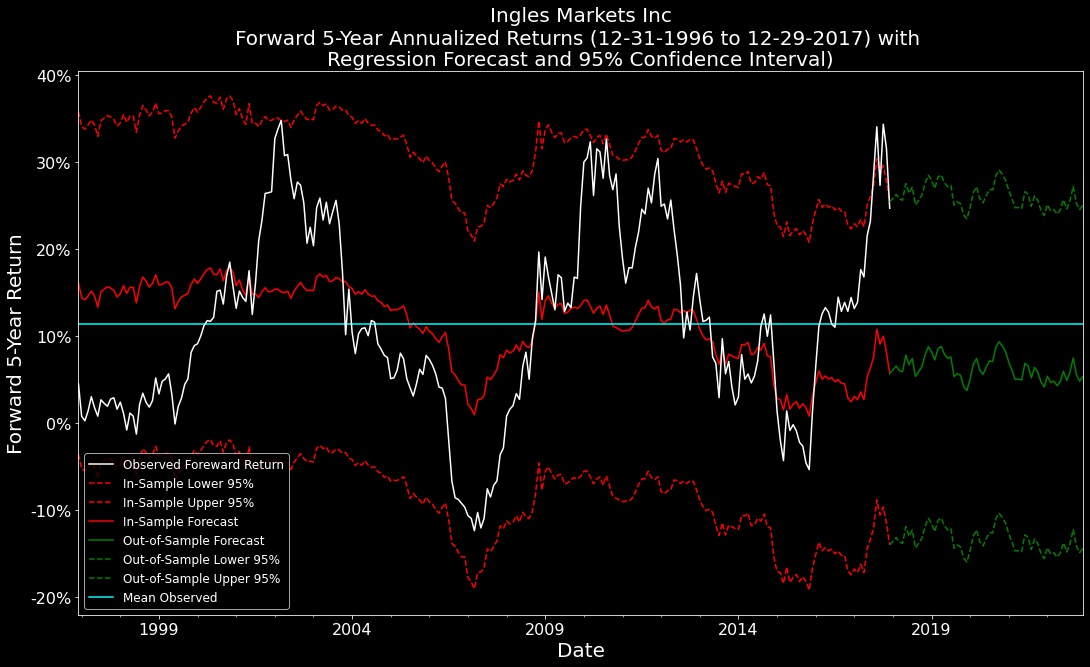 Ingles Markets Inc
Forward 5-Year Annualized Returns (12-31-1996 to 12-29-2017) with
Regression Forecast and 95% Confidence Interval)
40%
30%
20%
10%
0%
-10%
-20%
Forward 5-Year Return
Observed Foreward Return
In-Sample Lower 95%
In-Sample Upper 95%
In-Sample Forecast
Out-of-Sample Forecast
Out-of-Sample Lower 95%
Out-of-Sample Upper 95%
Mean Observed
1999
2004
2009
2014
2019
Date